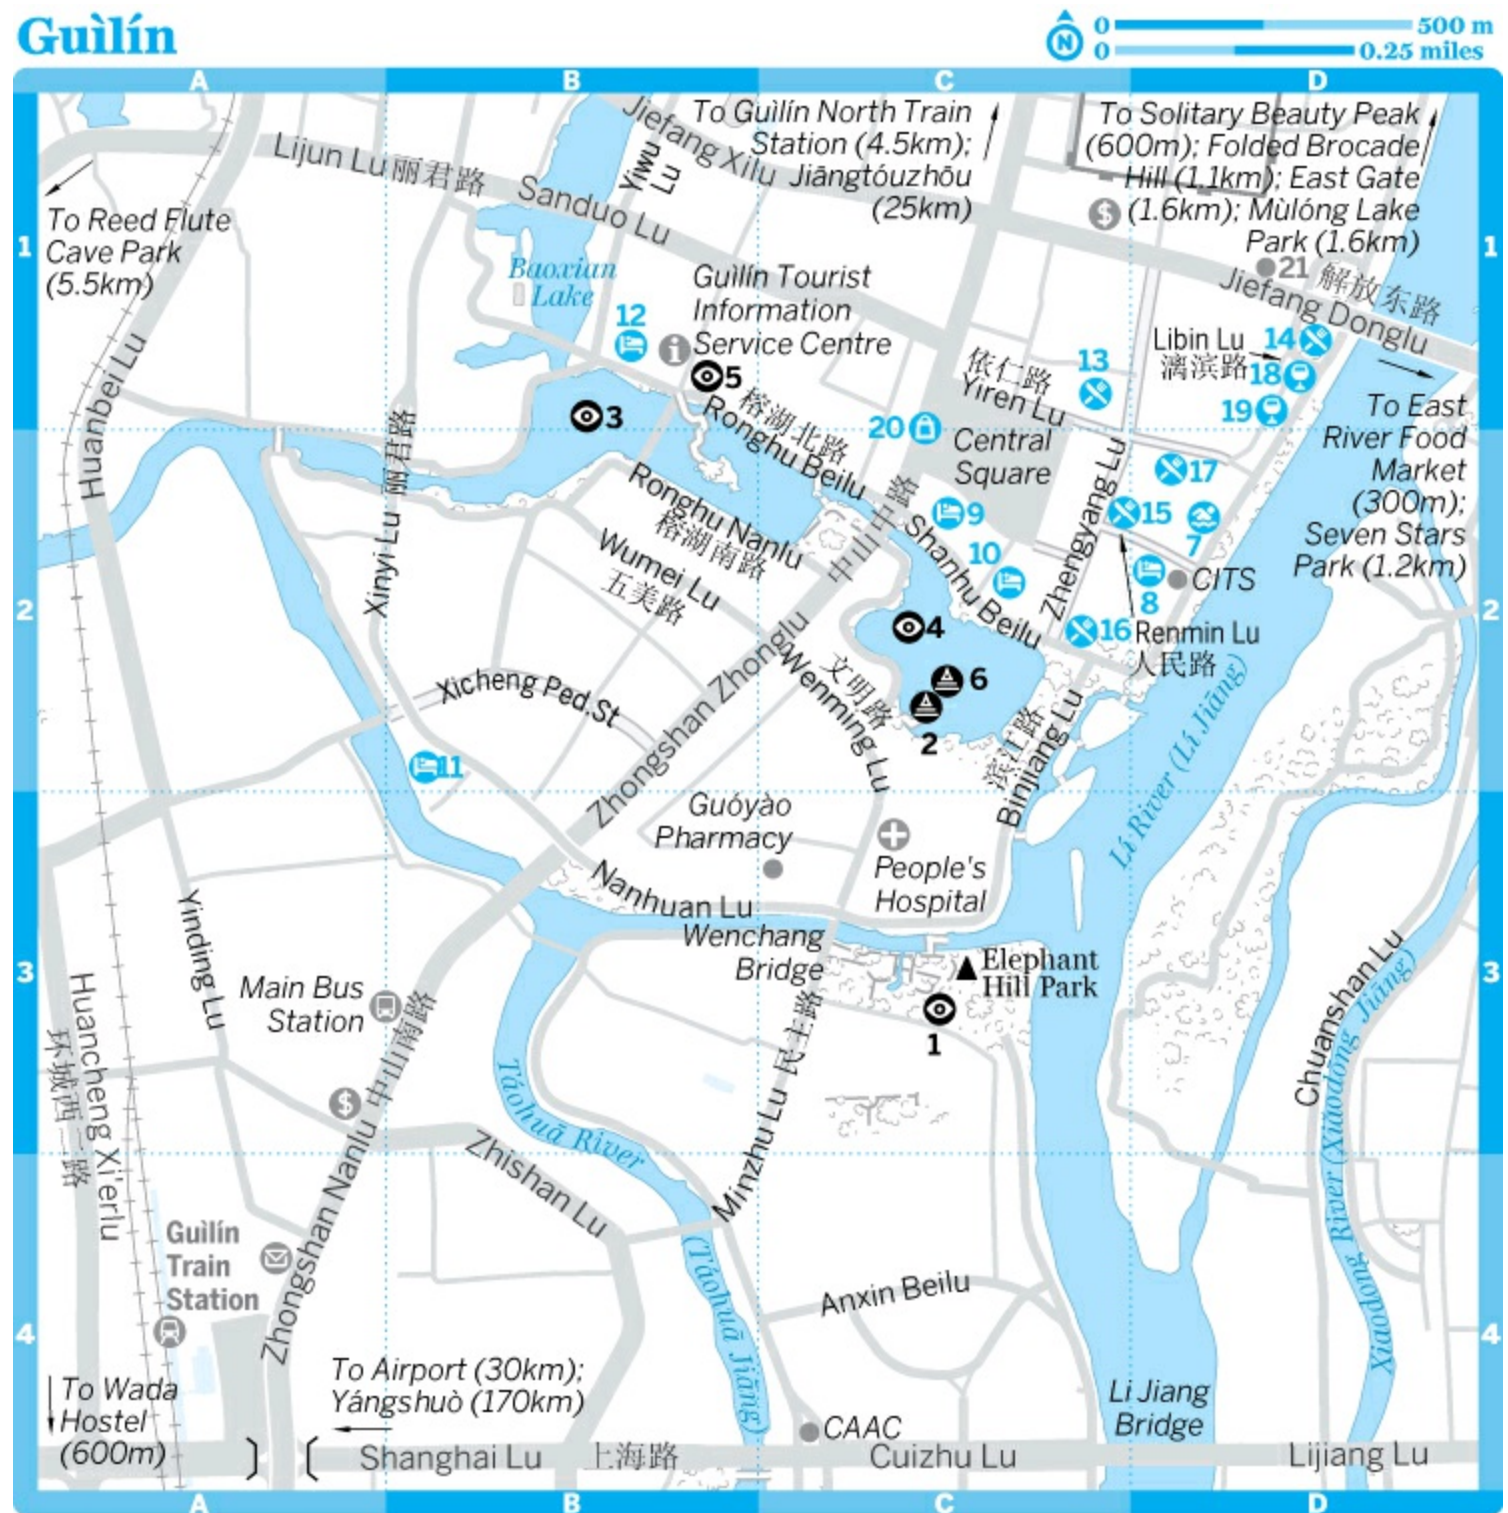 Guìlín
N
0
500 m
0
0.25 miles
A
B
C
D
1
2
3
4
1
2
3
4
A
B
C
D
To Reed Flute
Cave Park
(5.5km)
Lijun Lu 丽君路
Sanduo Lu
Yiwu
Lu
Jiefang Xilu
To Guìlín North Train
Station (4.5km);
Jiāngtóuzhōu
(25km)
To Solitary Beauty Peak
(600m); Folded Brocade
Hill (1.1km); East Gate
(1.6km); Mùlóng Lake
Park (1.6km)
$
21
Jiefang Donglu
解放东路
Baoxian
Lake
12
Guìlín Tourist
Information
Service Centre
i
5
3
Huanbei Lu
Xinyi Lu 丽君路
Ronghu Beilu
榕湖北路
Ronghu Nanlu
榕湖南路
Wumei Lu
五美路
依仁路
Yiren Lu
13
Libin Lu
漓滨路
14
18
19
20
Central
Square
To East
River Food
Market
(300m);
Seven Stars
Park (1.2km)
17
15
7
9
10
8
CITS
16
Renmin Lu
人民路
Shanhu Beilu
Zhengyang Lu
4
6
2
Zhongshan Zhonglu
中山中路
Wenming Lu
文明路
Xicheng Ped.St
11
滨江路
Binjiang Lu
Li River (Lí Jiāng)
Guóyào
Pharmacy
People's
Hospital
Nanhuan Lu
Wenchang
Bridge
Elephant
Hill Park
1
Yinding Lu
Main Bus
Station
$
Huancheng Xi'erlu
环城西二路
Zhongshan Nanlu 中山南路
Táohuā River
(Táohuā Jiāng)
Minzhu Lu 民主路
Zhishan Lu
Chuanshan Lu
Xiaodong River (Xiǎodōng Jiāng)
Guìlín
Train
Station
Anxin Beilu
To Wada
Hostel
(600m)
To Airport (30km);
Yángshuò (170km)
CAAC
Li Jiang
Bridge
Shanghai Lu
上海路
Cuizhu Lu
Lijiang Lu